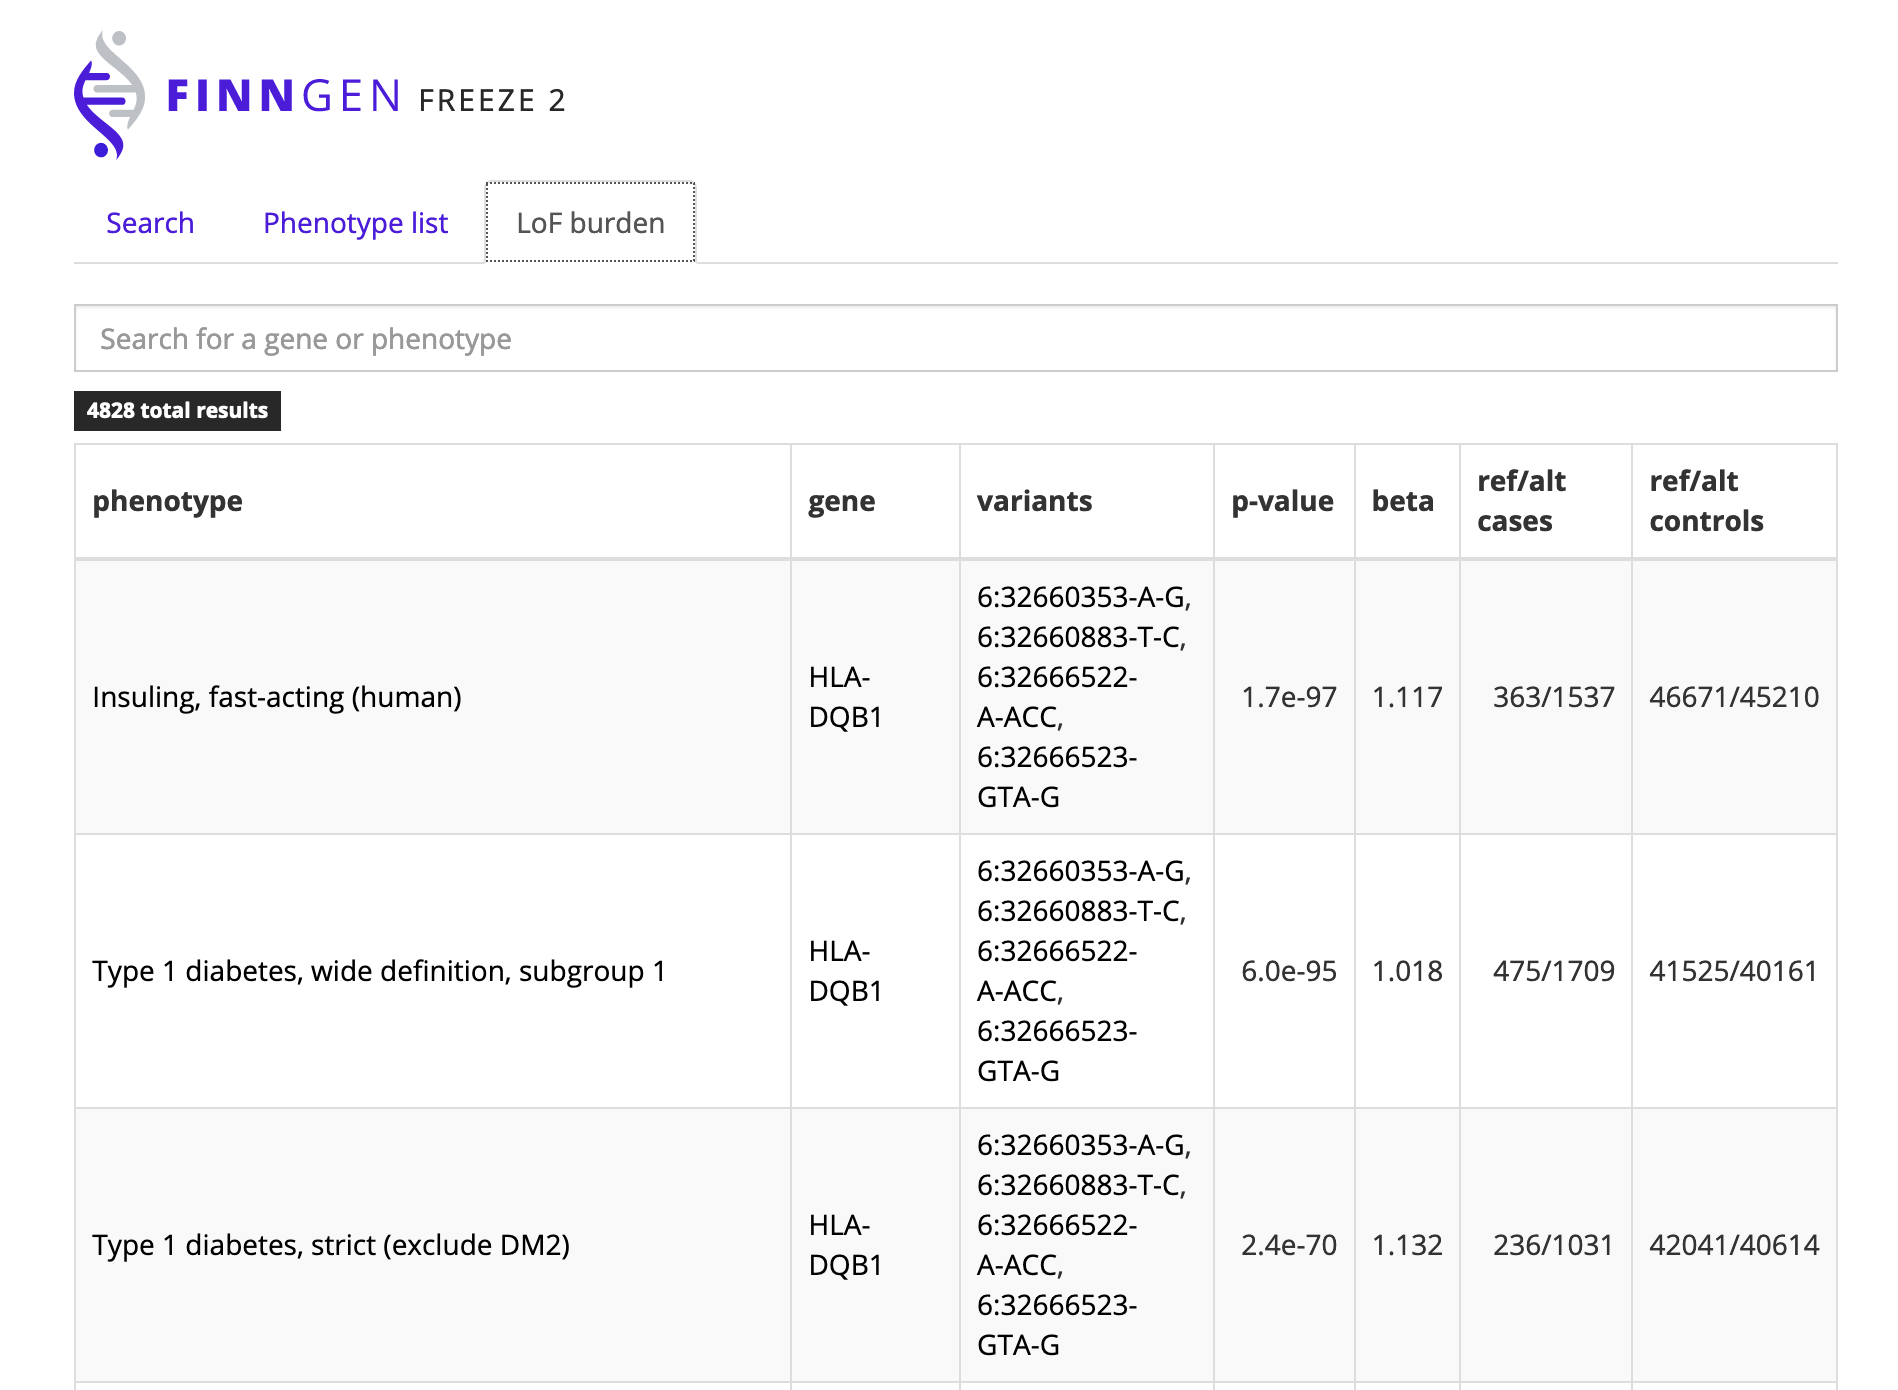 FINNGEN FREEZE 2
Search Phenotype list LoF burden
Search for a gene or phenotype
4828 total results
phenotype gene variants p-value beta ref/alt cases ref/alt controls
Insuling, fast-acting (human)
HLA-
DQB1
6:32660353-A-G,
6:32660883-T-C,
6:32666522-
A-ACC,
6:32666523-
GTA-G
1.7e-97 1.117 363/1537 46671/45210
Type 1 diabetes, wide definition, subgroup 1
HLA-
DQB1
6:32660353-A-G,
6:32660883-T-C,
6:32666522-
A-ACC,
6:32666523-
GTA-G
6.0e-95 1.018 475/1709 41525/40161
Type 1 diabetes, strict (exclude DM2)
HLA-
DQB1
6:32660353-A-G,
6:32660883-T-C,
6:32666522-
A-ACC,
6:32666523-
GTA-G
2.4e-70 1.132 236/1031 42041/40614